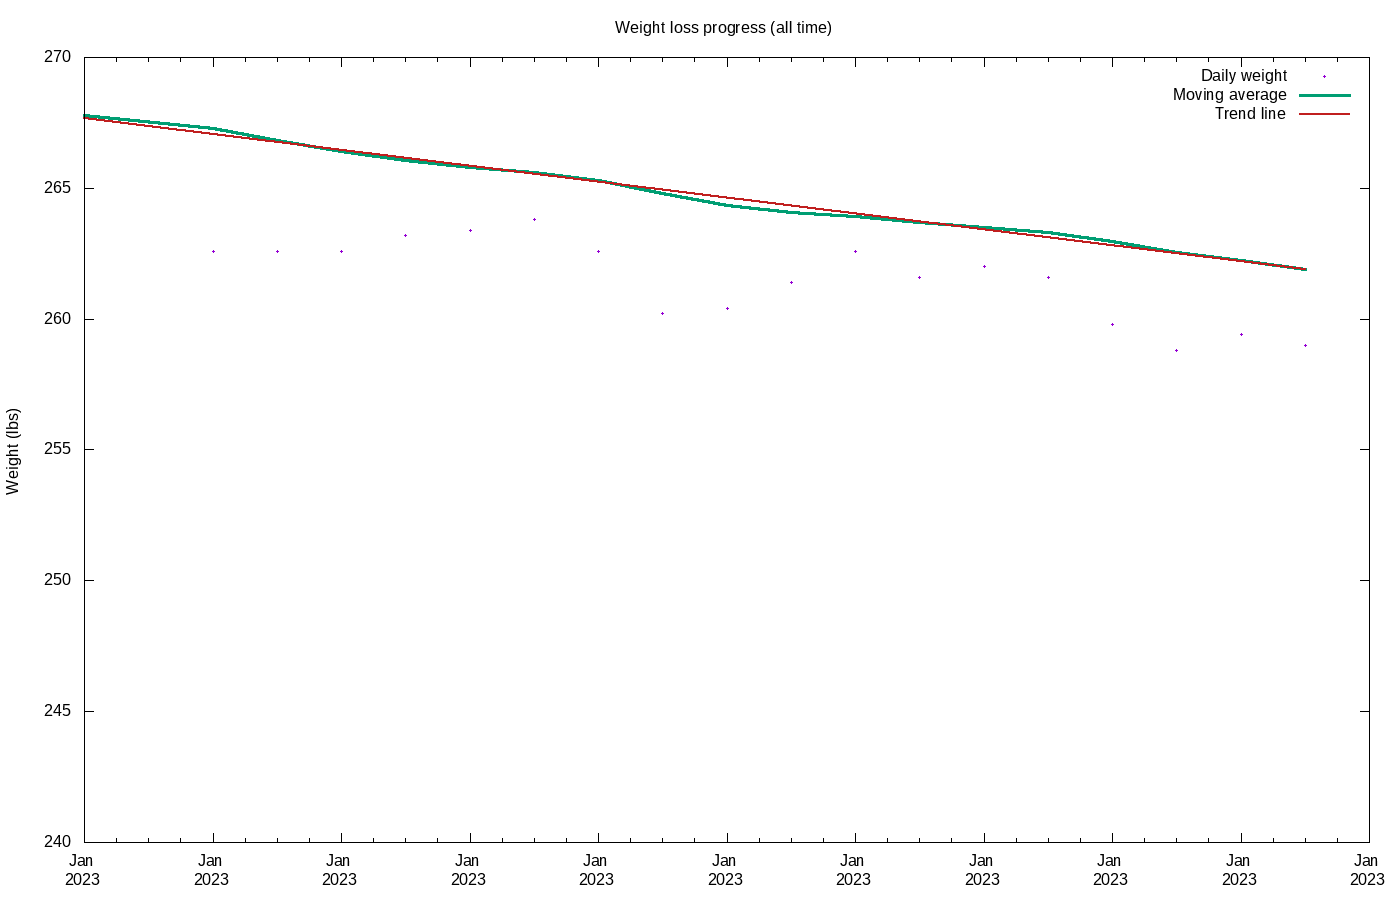 Weight loss progress (all time)
270
265
260
255
250
245
240
Weight (lbs)
Daily weight
Moving average
Trend line
Jan Jan Jan Jan Jan Jan Jan Jan Jan Jan Jan
2023 2023 2023 2023 2023 2023 2023 2023 2023 2023 2023